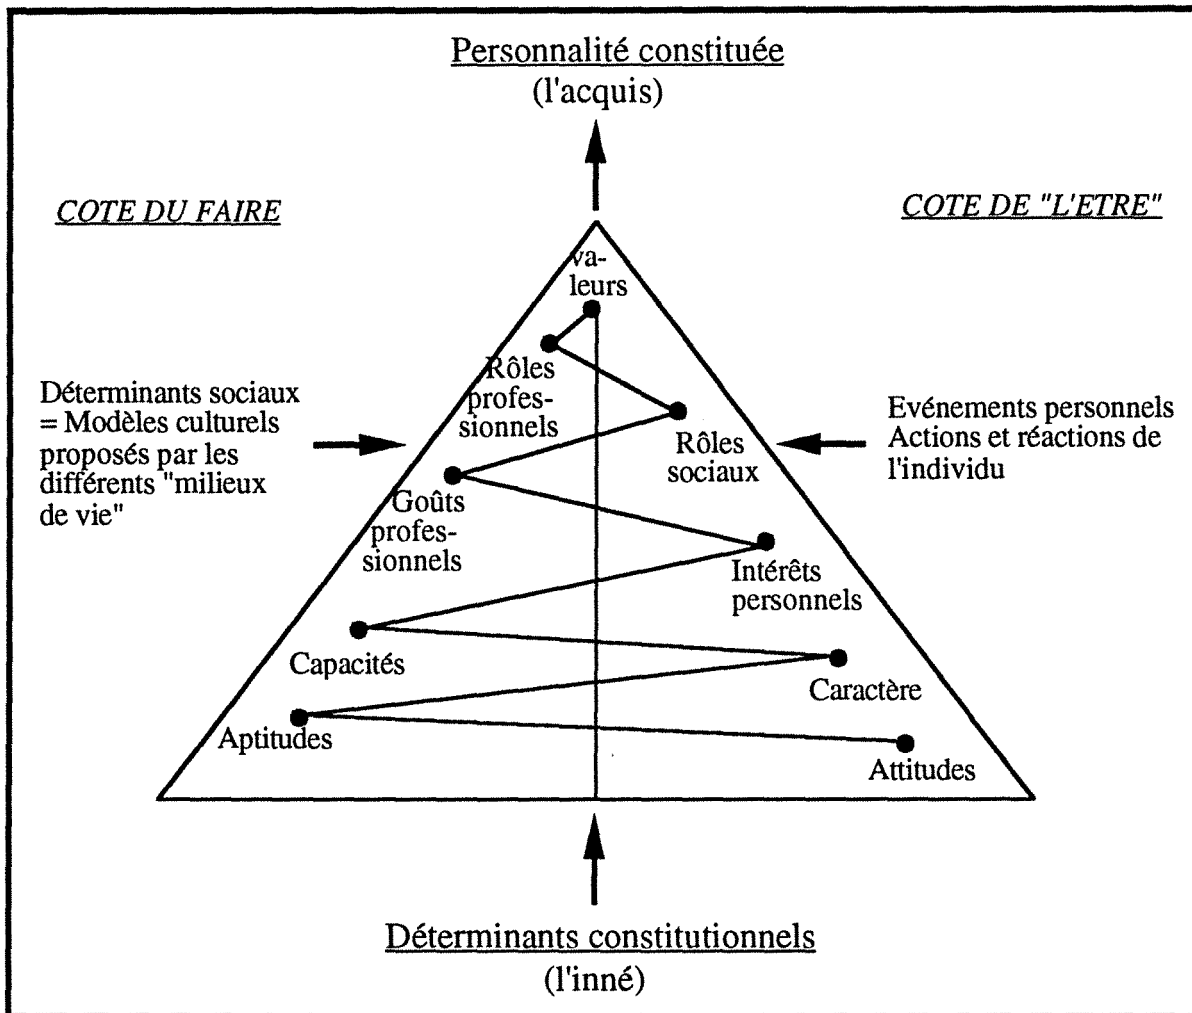 Personnalité constituée
(l'acquis)
COTE DU FAIRE
COTE DE "L'ETRE"
va-
leurs
Rôles
profes-
sionnels
Déterminants sociaux
= Modèles culturels
proposés par les
différents "milieux
de vie"
Rôles
sociaux
Evénements personnels
Actions et réactions de
l'individu
Goûts
profes-
sionnels
Intérêts
personnels
Capacités
Caractère
Aptitudes
Attitudes
Déterminants constitutionnels
(l'inné)